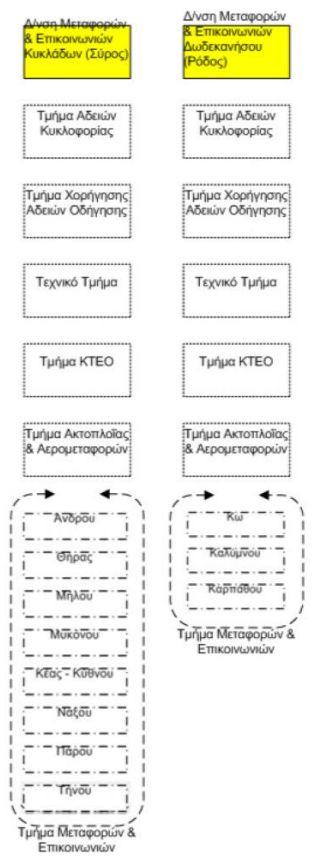 Δ/νση Μεταφορών
& Επικοινωνιών
Κυκλάδων (Σύρος)
Τμήμα Αδειών
Κυκλοφορίας
Τμήμα Χορήγησης
Αδειών Οδήγησης
Τεχνικό Τμήμα
Τμήμα ΚΤΕΟ
Τμήμα Ακτοπλοΐας
& Αερομεταφορών
Άνδρου
Θήρας
Μήλου
Μυκόνου
Κέας - Κύθνου
Νάξου
Πάρου
Τήνου
Τμήμα Μεταφορών &
Επικοινωνιών
Δ/νση Μεταφορών
& Επικοινωνιών
Δωδεκανήσου
(Ρόδος)
Τμήμα Αδειών
Κυκλοφορίας
Τμήμα Χορήγησης
Αδειών Οδήγησης
Τεχνικό Τμήμα
Τμήμα ΚΤΕΟ
Τμήμα Ακτοπλοΐας
& Αερομεταφορών
Κω
Καλύμνου
Καρπάθου
Τμήμα Μεταφορών &
Επικοινωνιών